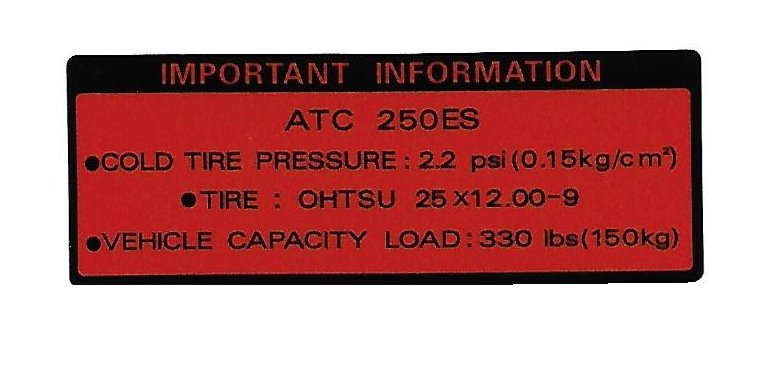 IMPORTANT INFORMATION
ATC 250ES
●COLD TIRE PRESSURE: 2.2 psi (0.15kg/cm²)
●TIRE : OHTSU 25X12.00-9
●VEHICLE CAPACITY LOAD: 330 lbs(150kg)